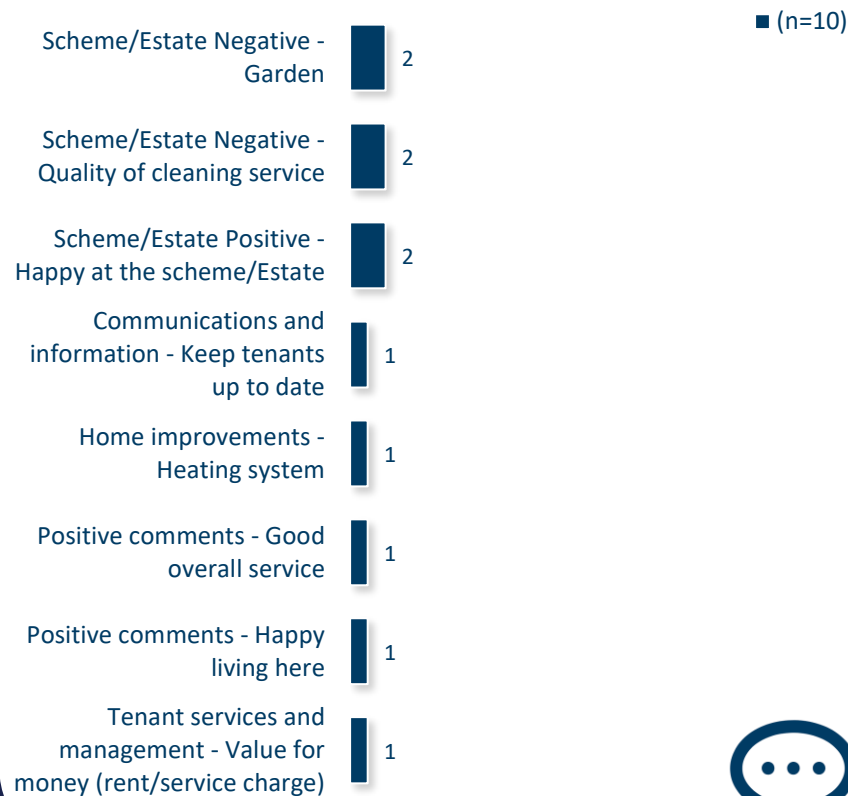 (n=10)
Scheme/Estate Negative -
Garden
2
Scheme/Estate Negative -
Quality of cleaning service
2
Scheme/Estate Positive -
Happy at the scheme/Estate
2
Communications and
information - Keep tenants
up to date
1
Home improvements -
Heating system
1
Positive comments - Good
overall service
1
Positive comments - Happy
living here
1
Tenant services and
management - Value for
money (rent/service charge)
1